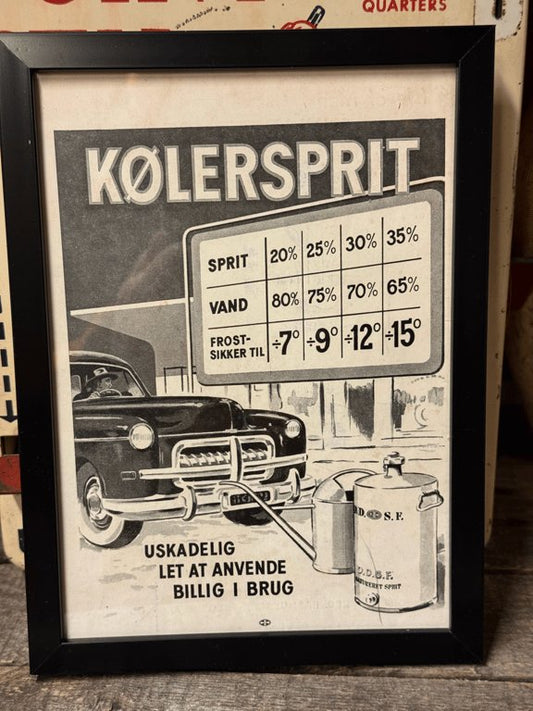 QUARTERS
KØLERSPRIT
SPRIT 20% 25% 30% 35%
VAND 80% 75% 70% 65%
FROST-
SIKKER TIL ÷7° ÷9° ÷12° ÷15°
D. S. F.
D.D.S.F.
SPRIT
USKADELIG
LET AT ANVENDE
BILLIG I BRUG